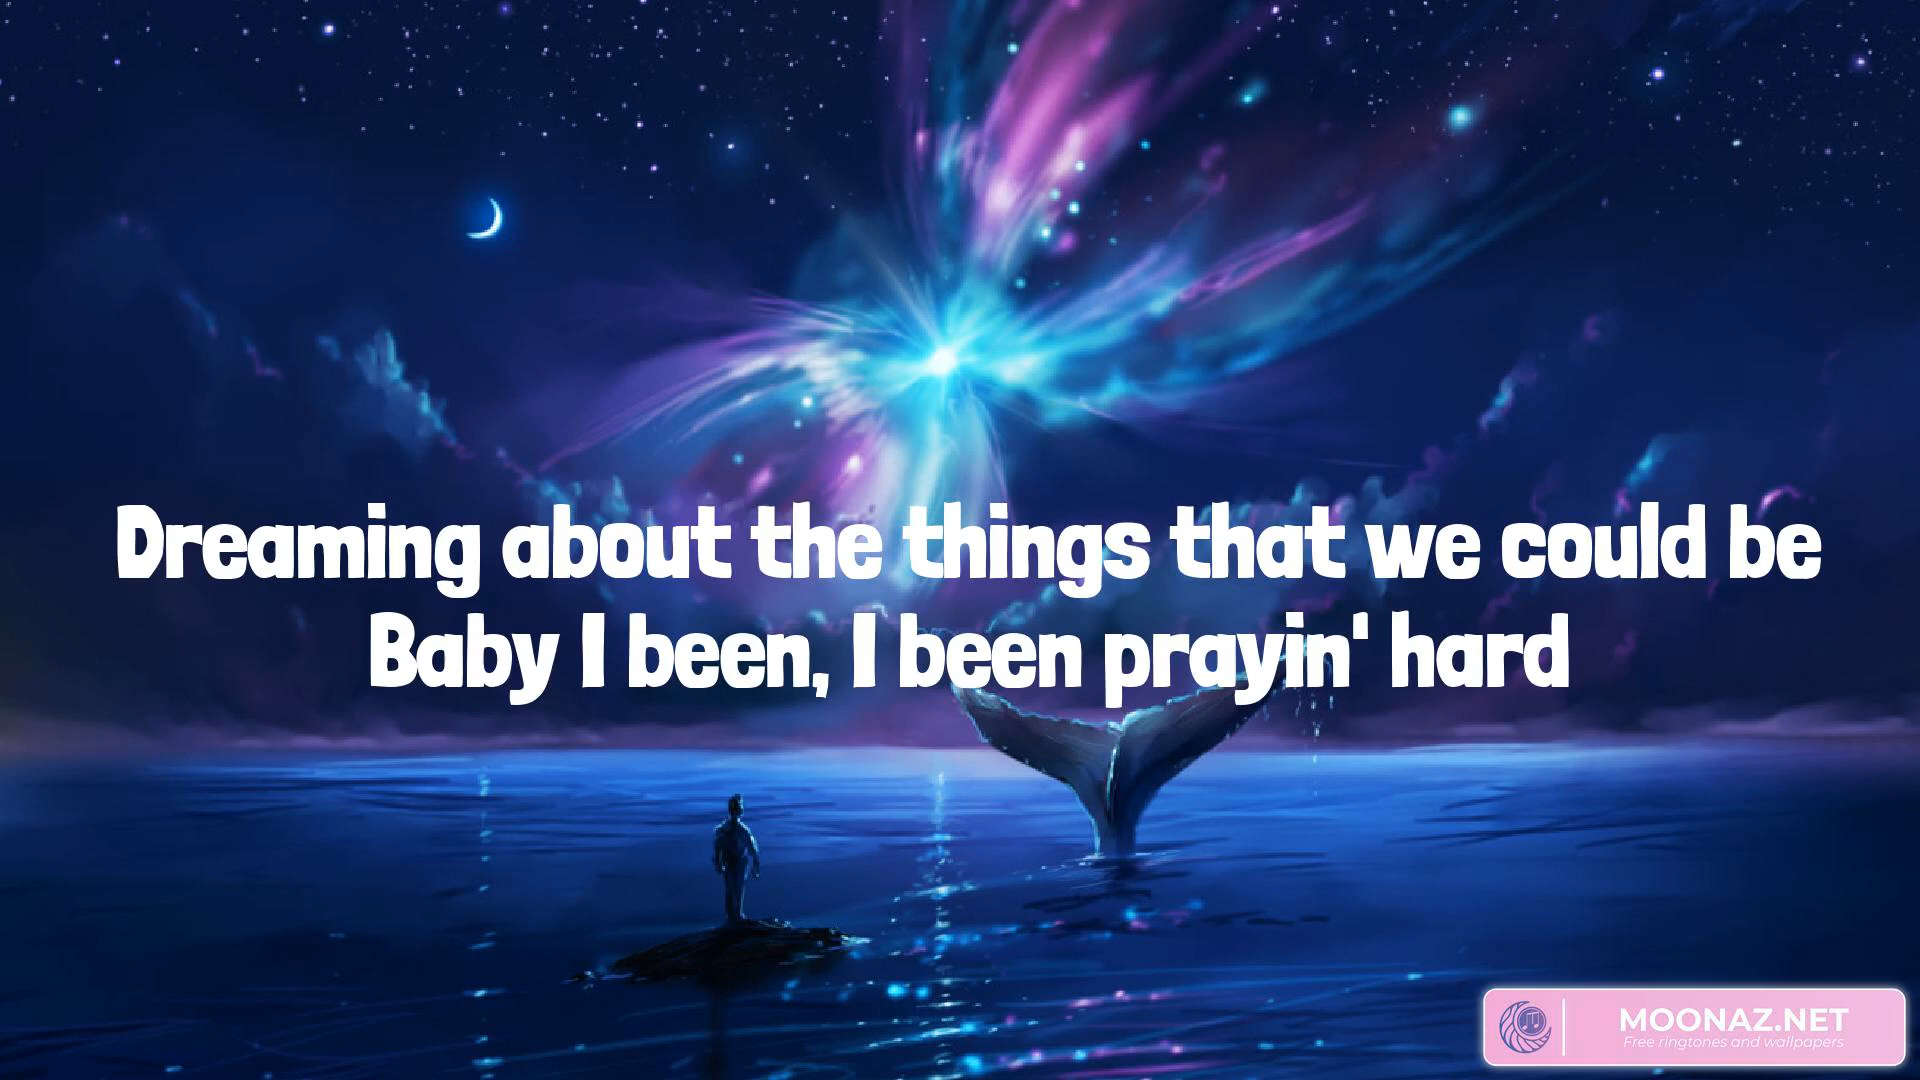 Dreaming about the things that we could be
Baby I been, I been prayin' hard
MOONAZ.NET
Free ringtones and wallpapers